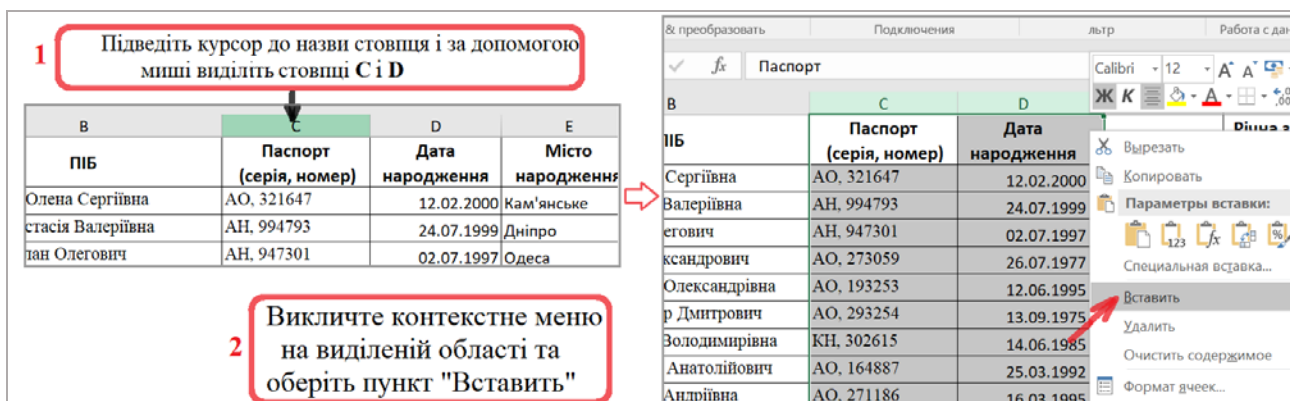 1
Підведіть курсор до назви стовпця і за допомогою
миші виділіть стовпці C і D
B C D E
ПІБ Паспорт (серія, номер) Дата народження Місто народження
Олена Сергіївна АО, 321647 12.02.2000 Кам'янське
стасія Валеріївна АН, 994793 24.07.1999 Дніпро
лан Олегович АН, 947301 02.07.1997 Одеса
2
Викличте контекстне меню
на виділеній області та
оберіть пункт "Вставить"
& преобразовать Подключения льтр Работа с дан
fx Паспорт
Calibri 12 A A
Ж К A ,00
B C D
ПІБ Паспорт (серія, номер) Дата народження Річна з
Сергіївна АО, 321647 12.02.2000
Валеріївна АН, 994793 24.07.1999
егович АН, 947301 02.07.1997
ксандрович АО, 273059 26.07.1977
Олександрівна АО, 193253 12.06.1995
р Дмитрович АО, 293254 13.09.1975
Володимирівна КН, 302615 14.06.1985
Анатолійович АО, 164887 25.03.1992
Андріївна АО, 271186 16.03.1995
Вырезать
Копировать
Параметры вставки:
123 fx %
Специальная вставка...
Вставить
Удалить
Очистить содержимое
Формат ячеек...